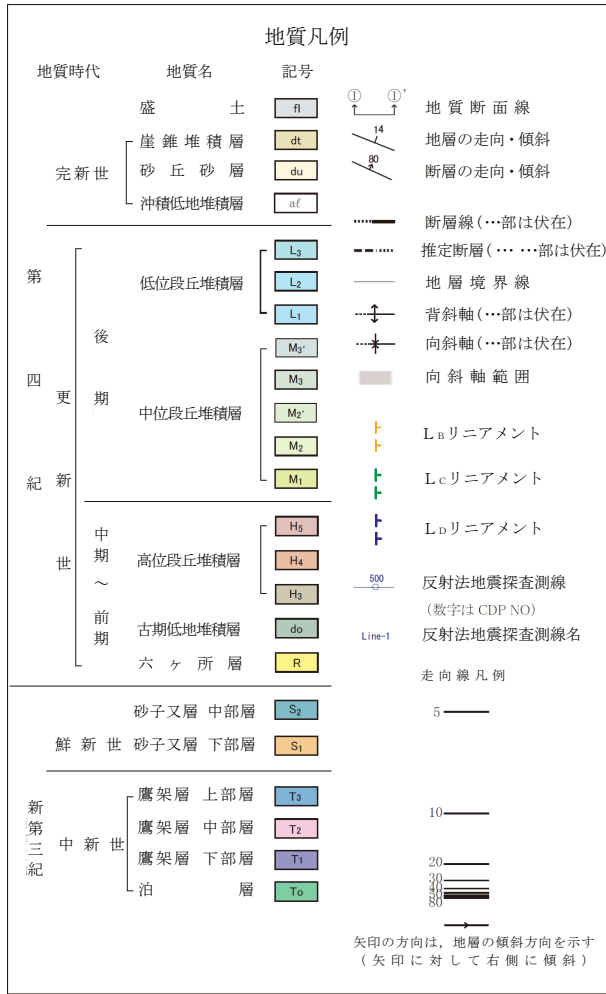 地質凡例
地質時代 地質名 記号
盛土 fl
崖錐堆積層 dt
完新世 砂丘砂層 du
沖積低地堆積層 aℓ
第四紀
更新世
後期
低位段丘堆積層
L3
L2
L1
中位段丘堆積層
M3'
M3
M2'
M2
M1
中期~前期
高位段丘堆積層
H5
H4
H3
古期低地堆積層 do
六ヶ所層 R
砂子又層 中部層 S2
鮮新世 砂子又層 下部層 S1
新第三紀
中新世
鷹架層 上部層 T3
鷹架層 中部層 T2
鷹架層 下部層 T1
泊層 To
① ①' 地質断面線
14 地層の走向・傾斜
80 断層の走向・傾斜
断層線(…部は伏在)
推定断層(… …部は伏在)
地層境界線
背斜軸(…部は伏在)
向斜軸(…部は伏在)
向斜軸範囲
LBリニアメント
LCリニアメント
LDリニアメント
500 反射法地震探査測線
(数字は CDP NO)
Line-1 反射法地震探査測線名
走向線凡例
5
10
20
30
40
50
80
矢印の方向は,地層の傾斜方向を示す
(矢印に対して右側に傾斜)